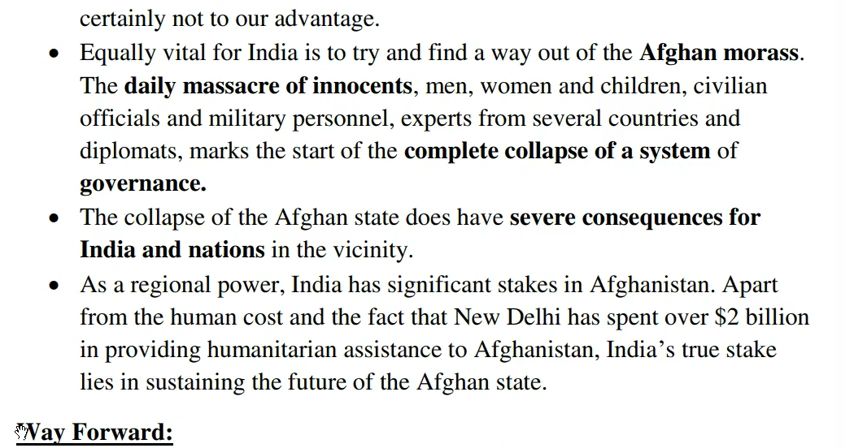 certainly not to our advantage.
• Equally vital for India is to try and find a way out of the Afghan morass.
The daily massacre of innocents, men, women and children, civilian
officials and military personnel, experts from several countries and
diplomats, marks the start of the complete collapse of a system of
governance.
• The collapse of the Afghan state does have severe consequences for
India and nations in the vicinity.
• As a regional power, India has significant stakes in Afghanistan. Apart
from the human cost and the fact that New Delhi has spent over $2 billion
in providing humanitarian assistance to Afghanistan, India’s true stake
lies in sustaining the future of the Afghan state.
Way Forward: